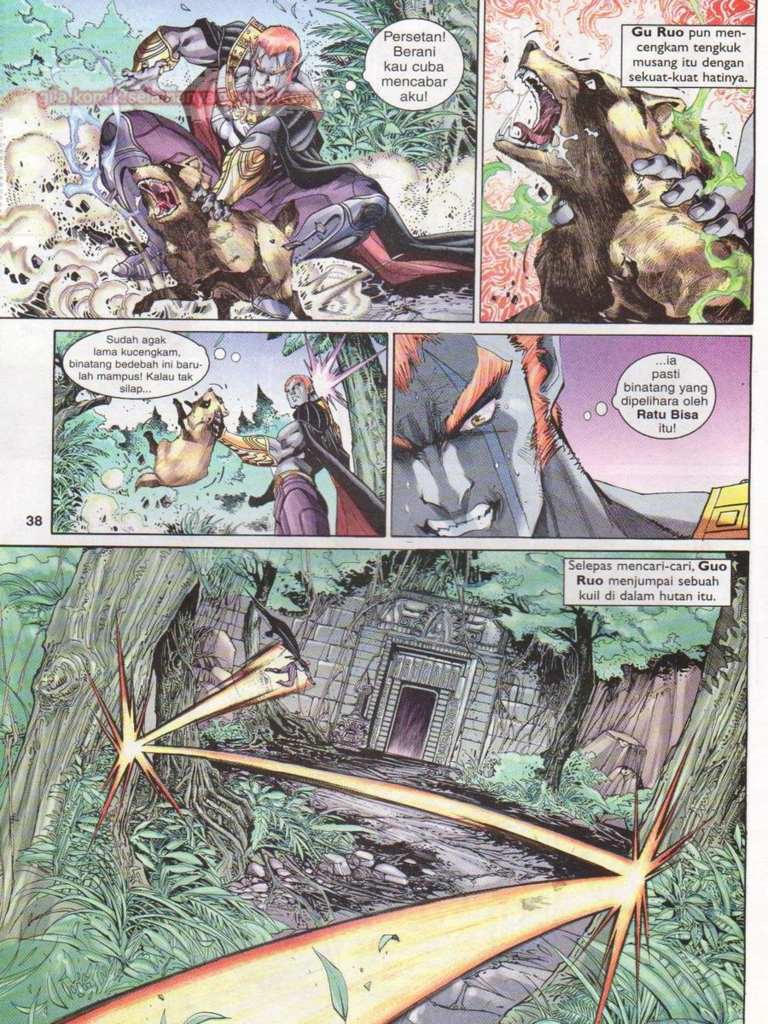 Persetan!
Berani
kau cuba
mencabar
aku!
Gu Ruo pun men-
cengkam tengkuk
musang itu dengan
sekuat-kuat hatinya.
Sudah agak
lama kucengkam,
binatang bedebah ini baru-
lah mampus! Kalau tak
silap...
...ia
pasti
binatang yang
dipelihara oleh
Ratu Bisa
itu!
38
Selepas mencari-cari, Guo
Ruo menjumpai sebuah
kuil di dalam hutan itu.